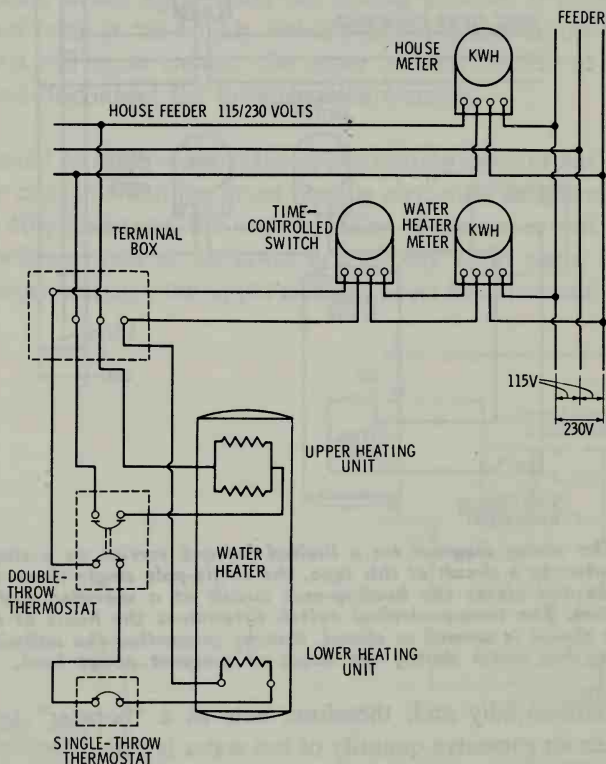 FEEDER
HOUSE
METER
KWH
HOUSE FEEDER 115/230 VOLTS
TIME-
CONTROLLED
SWITCH
WATER
HEATER
METER
KWH
TERMINAL
BOX
115V
230V
UPPER HEATING
UNIT
WATER
HEATER
DOUBLE-
THROW
THERMOSTAT
LOWER HEATING
UNIT
SINGLE-THROW
THERMOSTAT